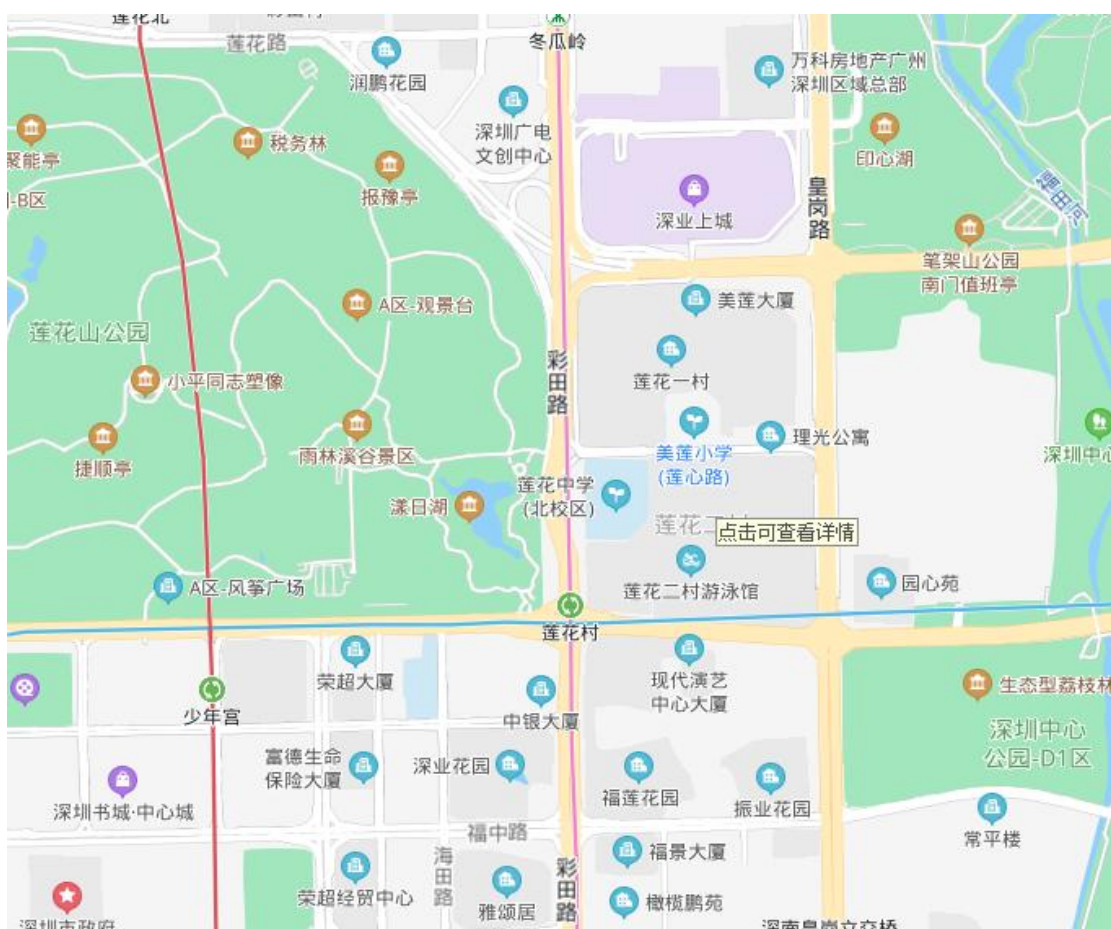 莲花北
莲花路
冬瓜岭
润鹏花园
万科房地产广州
深圳区域总部
深圳广电
文创中心
聚能亭
税务林
印心湖
报豫亭
-B区
皇岗路
福田河
深业上城
笔架山公园
南门值班亭
A区-观景台
美莲大厦
莲花山公园
彩田路
莲花一村
小平同志塑像
理光公寓
捷顺亭
雨林溪谷景区
美莲小学
(莲心路)
深圳中心
莲花中学
(北校区)
漾日湖
莲花二村
点击可查看详情
A区-风筝广场
莲花二村游泳馆
园心苑
莲花村
荣超大厦
现代演艺
中心大厦
生态型荔枝林
少年宫
中银大厦
深圳中心
公园-D1区
富德生命
保险大厦
深业花园
福莲花园
振业花园
深圳书城·中心城
福中路
常平楼
海田路
福景大厦
彩田路
荣超经贸中心
雅颂居
橄榄鹏苑
深圳市政府
深南皇岗立交桥